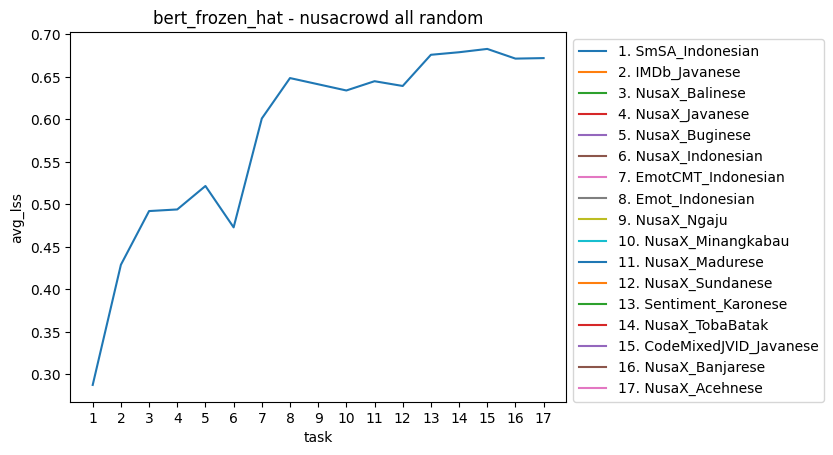 bert_frozen_hat - nusacrowd all random
0.70
0.65
0.60
0.55
0.50
0.45
0.40
0.35
0.30
avg_lss
1 2 3 4 5 6 7 8 9 10 11 12 13 14 15 16 17
task
1. SmSA_Indonesian
2. IMDb_Javanese
3. NusaX_Balinese
4. NusaX_Javanese
5. NusaX_Buginese
6. NusaX_Indonesian
7. EmotCMT_Indonesian
8. Emot_Indonesian
9. NusaX_Ngaju
10. NusaX_Minangkabau
11. NusaX_Madurese
12. NusaX_Sundanese
13. Sentiment_Karonese
14. NusaX_TobaBatak
15. CodeMixedJVID_Javanese
16. NusaX_Banjarese
17. NusaX_Acehnese